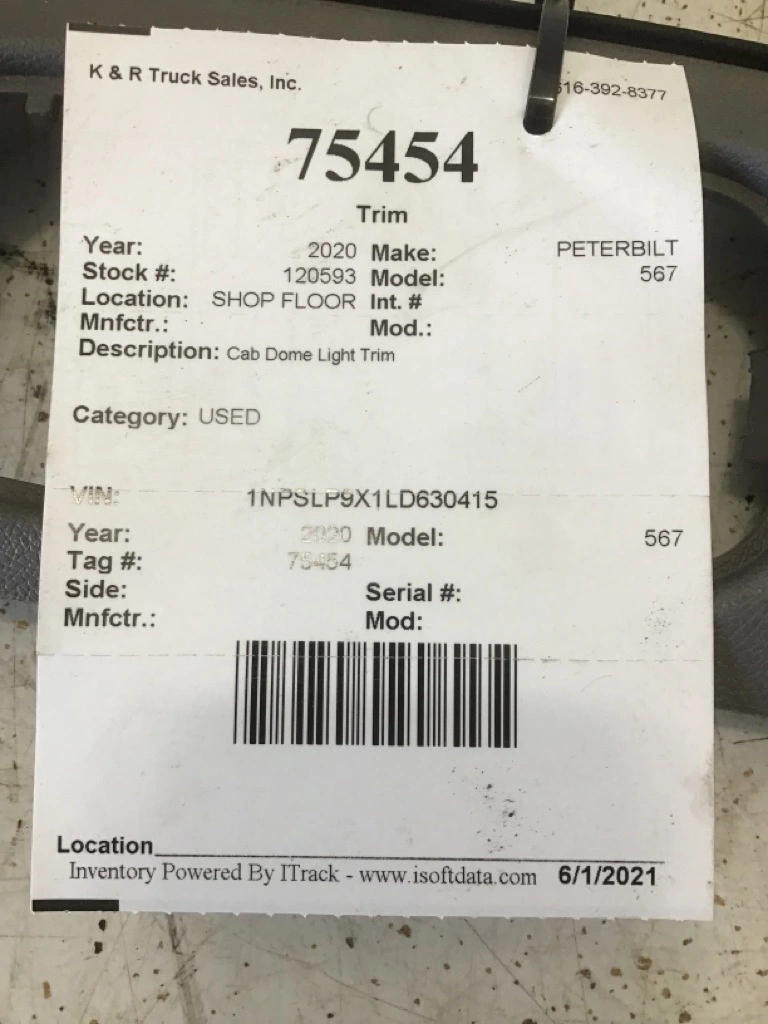 K & R Truck Sales, Inc. 616-392-8377
75454
Trim
Year: 2020 Make: PETERBILT
Stock #: 120593 Model: 567
Location: SHOP FLOOR Int. #
Mnfctr.: Mod.:
Description: Cab Dome Light Trim
Category: USED
VIN: 1NPSLP9X1LD630415
Year: 2020 Model: 567
Tag #: 75454
Side: Serial #:
Mnfctr.: Mod:
Location
Inventory Powered By ITrack - www.isoftdata.com 6/1/2021